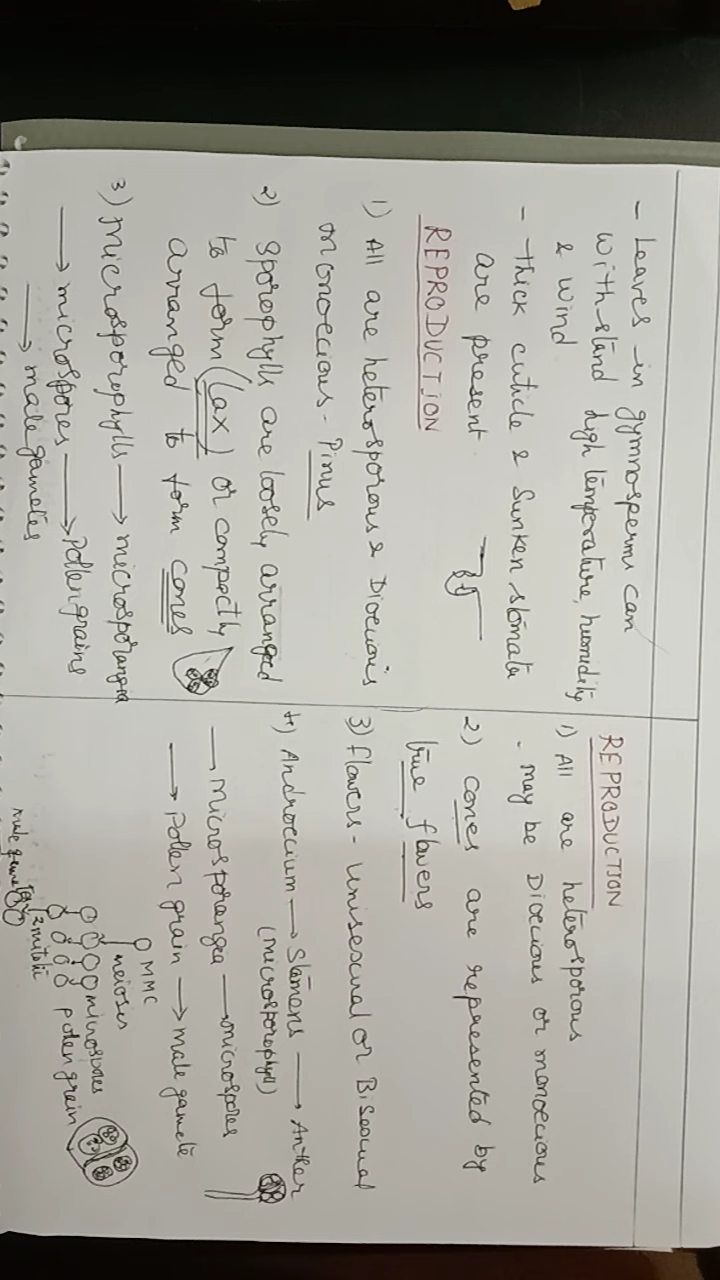 - Leaves in gymnosperms can
withstand high temperature, humidity
& wind
- Thick cuticle & Sunken stomata
are present
REPRODUCTION
1) All are heterosporous & Dioecious
monoecious - Pinus
2) Sporophylls are loosely arranged
to form (lax) or compactly
arranged to form cones
3) Microsporophylls → microsporangia
→ microspores → Pollengrains
→ male gametes
REPRODUCTION
1) All are heterosporous
- may be Dioecious or monoecious
2) cones are represented by
true flowers
3) flowers - Unisexual or Bisexual
4) Androecium → Stamens → Anther
(microsporophyll)
→ Microsporangia → microspores
→ Pollen grain → male gamete
MMC
meiosis
microspores
pollen grain
mitotic
male gamete